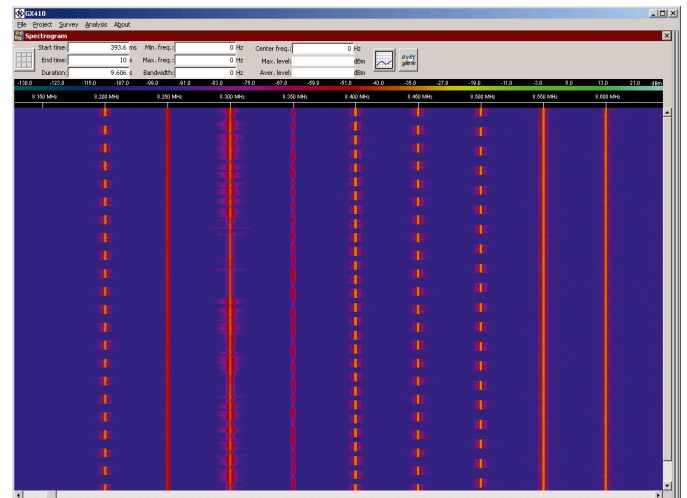 GX410
File Project Survey Analysis About
Spectrogram
Start time: 393.6 ms Min. freq.: 0 Hz Center freq.: 0 Hz
End time: 10 s Max. freq.: 0 Hz Max. level: dBm
Duration: 9.606 s Bandwidth: 0 Hz Aver. level: dBm
-130.0 -123.0 -115.0 -107.0 -99.0 -91.0 -83.0 -75.0 -67.0 -59.0 -51.0 -43.0 -35.0 -27.0 -19.0 -11.0 -3.0 5.0 13.0 21.0 dBm
8.150 MHz 8.200 MHz 8.250 MHz 8.300 MHz 8.350 MHz 8.400 MHz 8.450 MHz 8.500 MHz 8.550 MHz 8.600 MHz